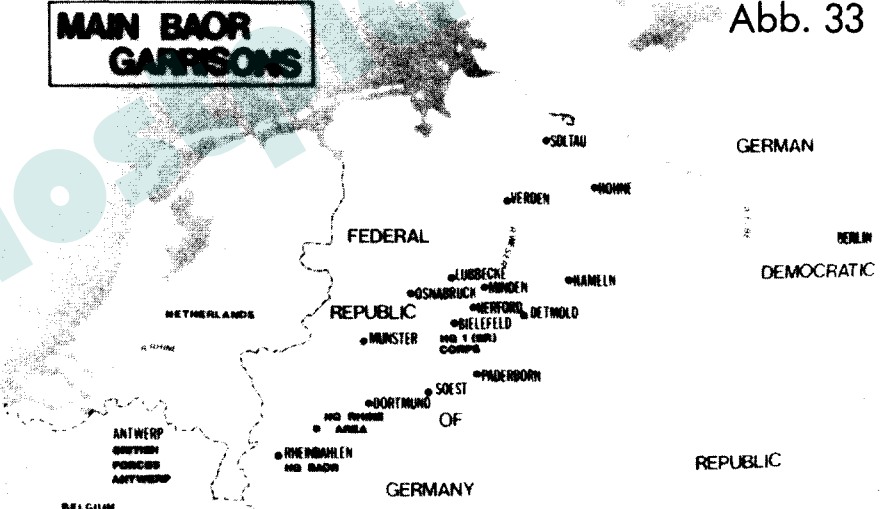 MAIN BAOR
GARRISONS
Abb. 33
SOLTAU
GERMAN
HOHNE
VERDEN
R WESER
FEDERAL
BERLIN
LUBBECKE
DEMOCRATIC
MINDEN
HAMELN
OSNABRUCK
HERFORD
DETMOLD
REPUBLIC
NETHERLANDS
BIELEFELD
HQ 1 (BR)
CORPS
MUNSTER
R RHINE
PADERBORN
SOEST
DORTMUND
HQ RHINE
AREA
OF
ANTWERP
BRITISH
FORCES
ANTWERP
RHEINDAHLEN
HQ BAOR
REPUBLIC
GERMANY
BELGIUM